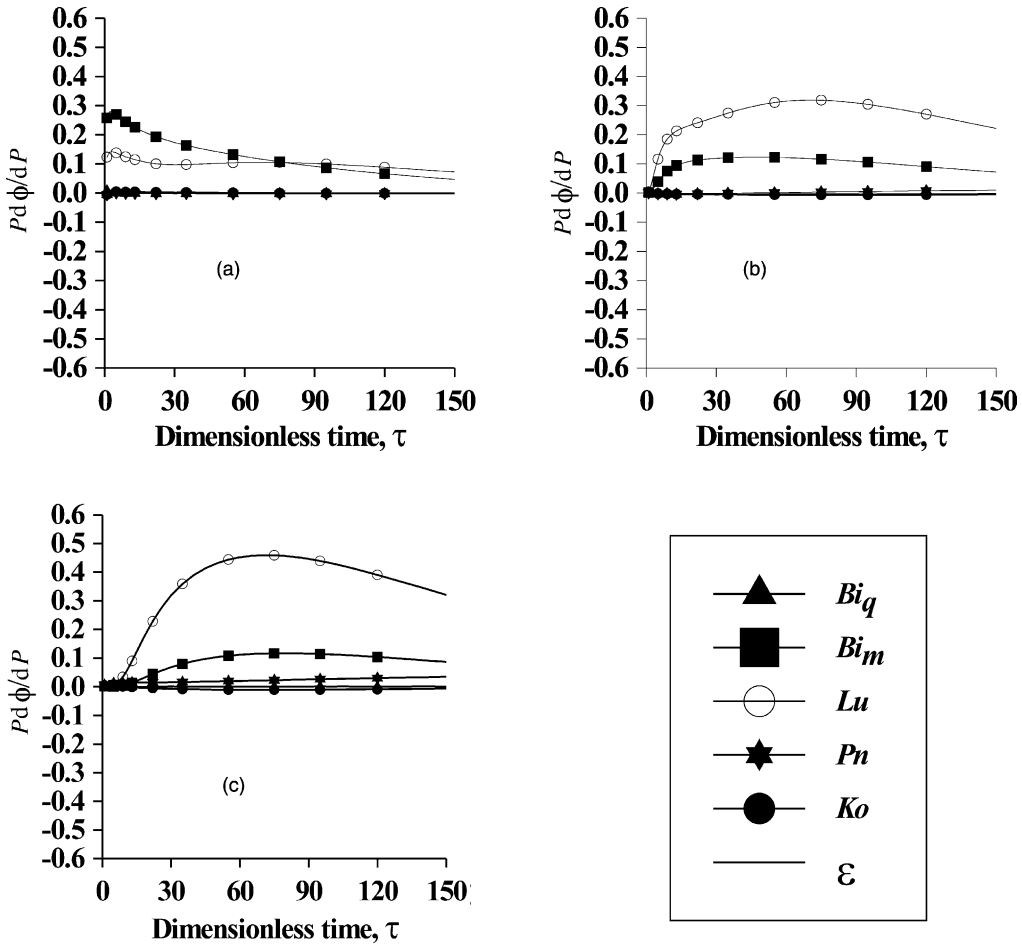 0.6
0.5
0.4
0.3
0.2
0.1
0.0
-0.1
-0.2
-0.3
-0.4
-0.5
-0.6
Pdϕ/dP
(a)
0 30 60 90 120 150
Dimensionless time, τ
0.6
0.5
0.4
0.3
0.2
0.1
0.0
-0.1
-0.2
-0.3
-0.4
-0.5
-0.6
Pdϕ/dP
(b)
0 30 60 90 120 150
Dimensionless time, τ
0.6
0.5
0.4
0.3
0.2
0.1
0.0
-0.1
-0.2
-0.3
-0.4
-0.5
-0.6
Pdϕ/dP
(c)
0 30 60 90 120 150
Dimensionless time, τ
Biq
Bim
Lu
Pn
Ko
ε